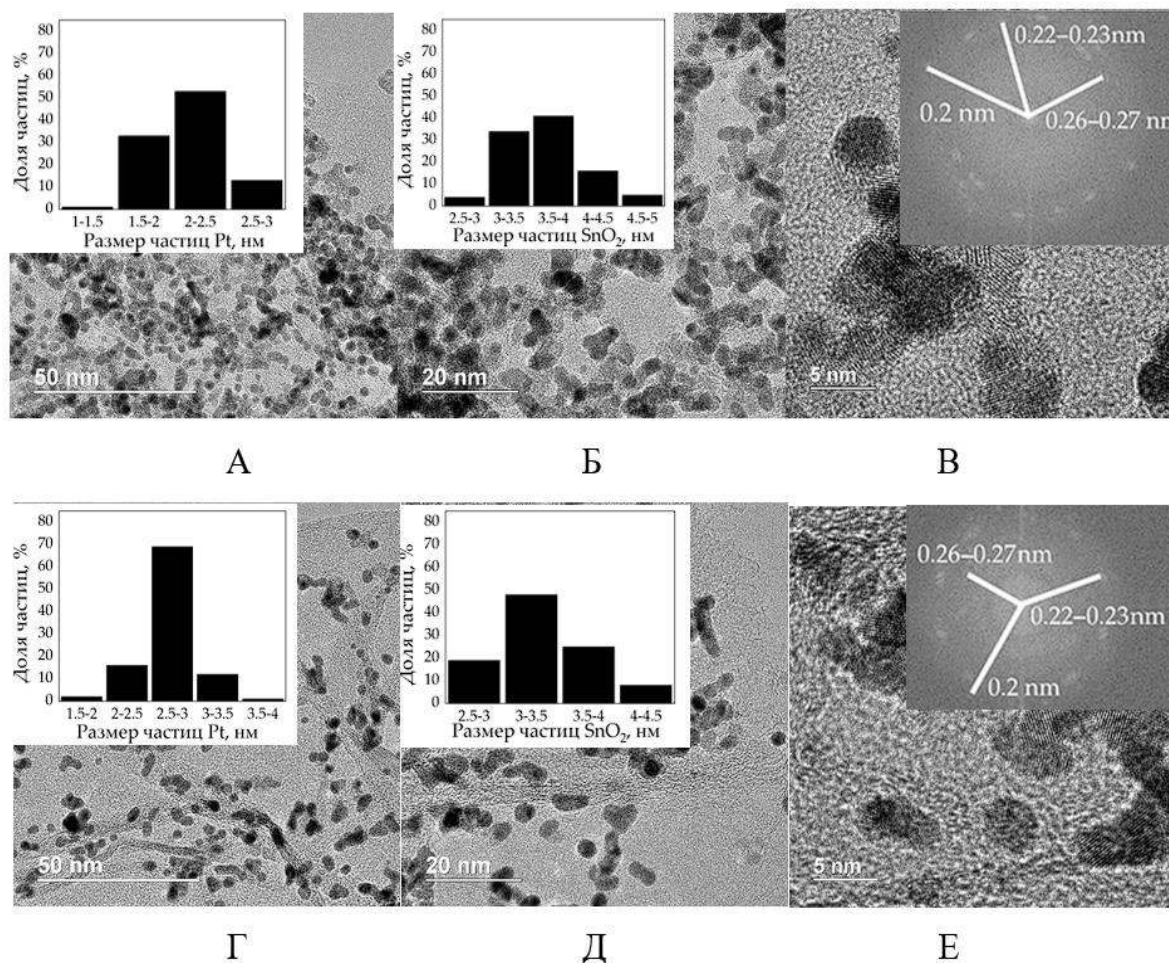 Доля частиц, %
80
70
60
50
40
30
20
10
0
1-1.5 1.5-2 2-2.5 2.5-3
Размер частиц Pt, нм
50 nm
Доля частиц, %
80
70
60
50
40
30
20
10
0
2.5-3 3-3.5 3.5-4 4-4.5 4.5-5
Размер частиц SnO₂, нм
20 nm
0.22–0.23nm
0.2 nm
0.26–0.27 nm
5 nm
А Б В
Доля частиц, %
80
70
60
50
40
30
20
10
0
1.5-2 2-2.5 2.5-3 3-3.5 3.5-4
Размер частиц Pt, нм
50 nm
Доля частиц, %
80
70
60
50
40
30
20
10
0
2.5-3 3-3.5 3.5-4 4-4.5
Размер частиц SnO₂, нм
20 nm
0.26–0.27nm
0.22–0.23nm
0.2 nm
5 nm
Г Д Е